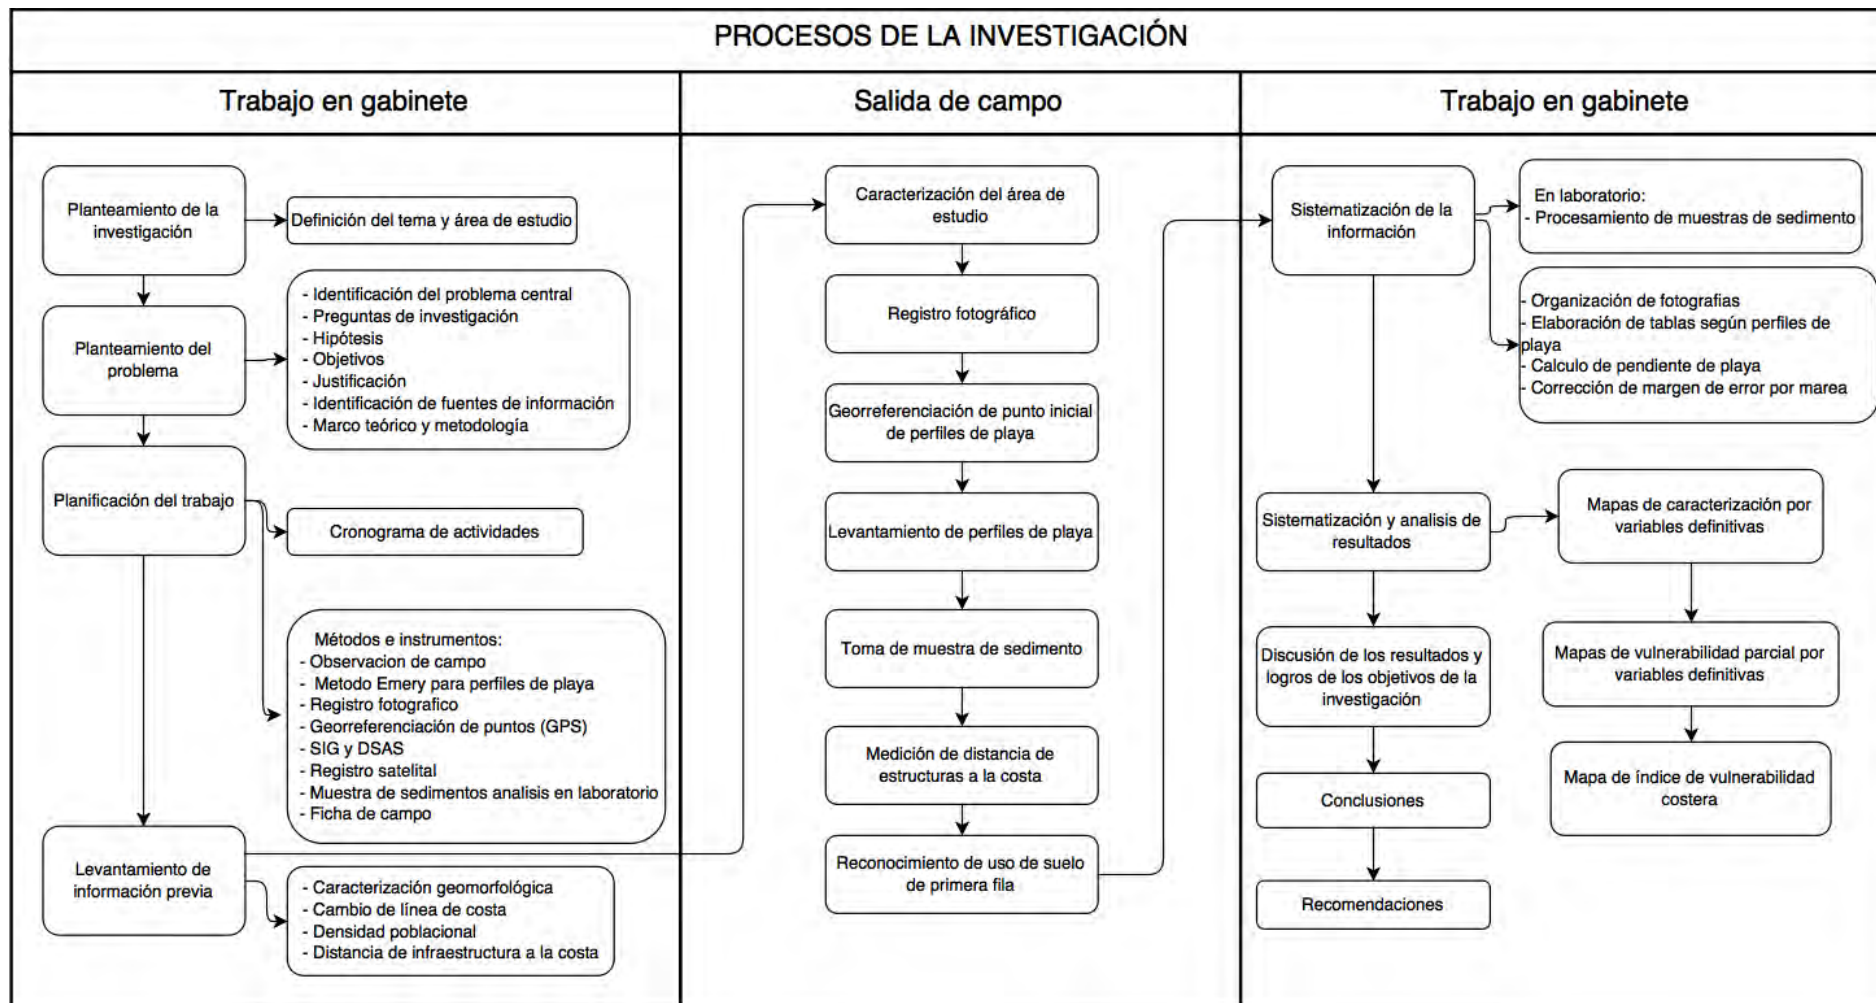 PROCESOS DE LA INVESTIGACIÓN
Trabajo en gabinete
Planteamiento de la
investigación
Definición del tema y área de estudio
Planteamiento del
problema
- Identificación del problema central
- Preguntas de investigación
- Hipótesis
- Objetivos
- Justificación
- Identificación de fuentes de información
- Marco teórico y metodología
Planificación del trabajo
Cronograma de actividades
Métodos e instrumentos:
- Observacion de campo
- Metodo Emery para perfiles de playa
- Registro fotografico
- Georreferenciación de puntos (GPS)
- SIG y DSAS
- Registro satelital
- Muestra de sedimentos analisis en laboratorio
- Ficha de campo
Levantamiento de
información previa
- Caracterización geomorfológica
- Cambio de línea de costa
- Densidad poblacional
- Distancia de infraestructura a la costa
Salida de campo
Caracterización del área de
estudio
Registro fotográfico
Georreferenciación de punto inicial
de perfiles de playa
Levantamiento de perfiles de playa
Toma de muestra de sedimento
Medición de distancia de
estructuras a la costa
Reconocimiento de uso de suelo
de primera fila
Trabajo en gabinete
Sistematización de la
información
En laboratorio:
- Procesamiento de muestras de sedimento
- Organización de fotografias
- Elaboración de tablas según perfiles de
playa
- Calculo de pendiente de playa
- Corrección de margen de error por marea
Sistematización y analisis de
resultados
Mapas de caracterización por
variables definitivas
Discusión de los resultados y
logros de los objetivos de la
investigación
Mapas de vulnerabilidad parcial por
variables definitivas
Conclusiones
Mapa de índice de vulnerabilidad
costera
Recomendaciones